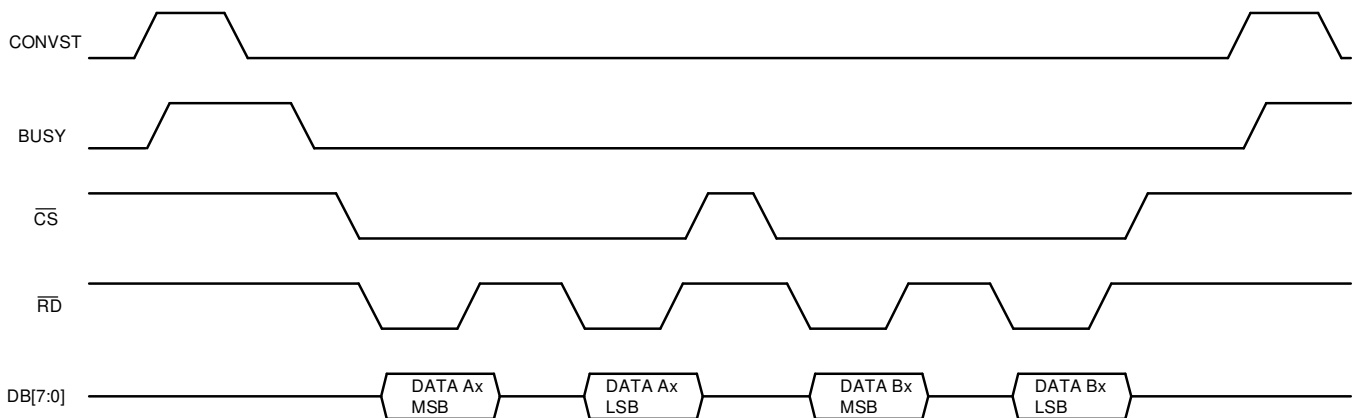 CONVST
BUSY
CS
RD
DB[7:0]
DATA Ax
MSB
DATA Ax
LSB
DATA Bx
MSB
DATA Bx
LSB